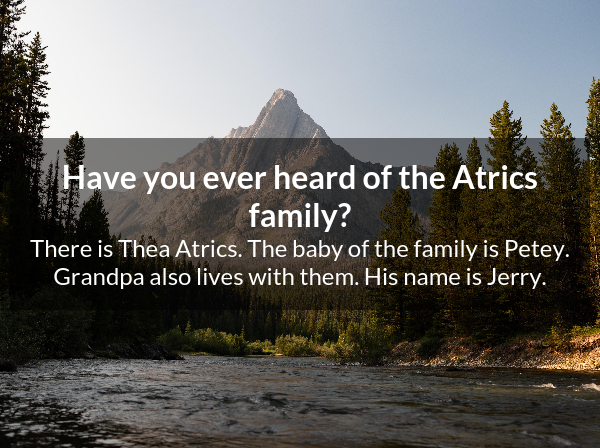 Have you ever heard of the Atrics
family?
There is Thea Atrics. The baby of the family is Petey.
Grandpa also lives with them. His name is Jerry.